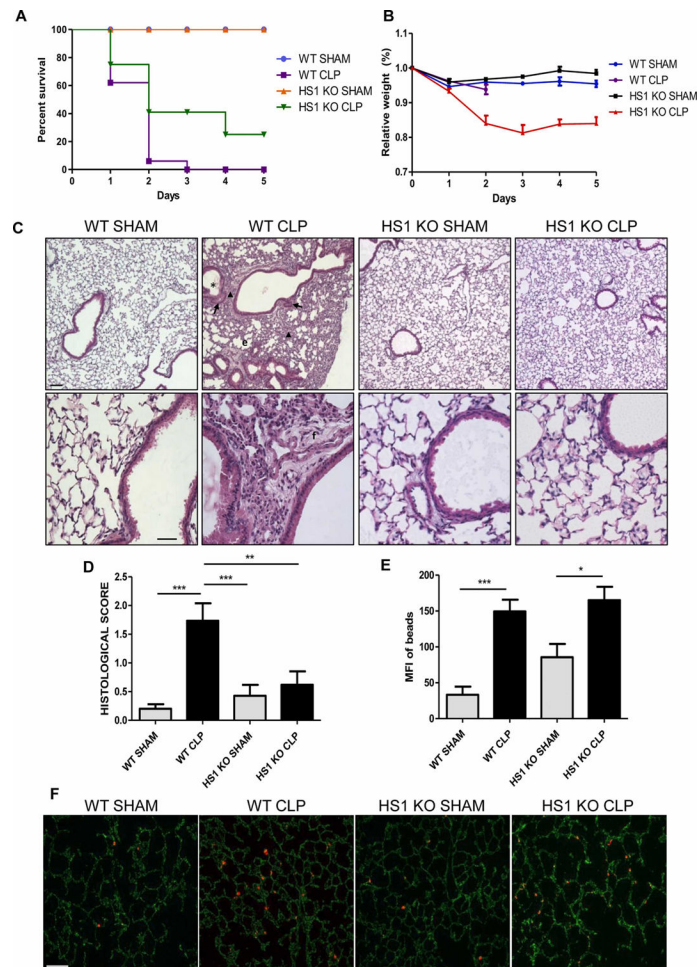 A
Percent survival
100
80
60
40
20
0
0 1 2 3 4 5
Days
WT SHAM
WT CLP
HS1 KO SHAM
HS1 KO CLP
B
Relative weight (%)
1.1
1.0
0.9
0.8
0.7
0 1 2 3 4 5
Days
WT SHAM
WT CLP
HS1 KO SHAM
HS1 KO CLP
C
WT SHAM WT CLP HS1 KO SHAM HS1 KO CLP
*
e
f
D
HISTOLOGICAL SCORE
2.5
2.0
1.5
1.0
0.5
0.0
**
*** ***
WT SHAM
WT CLP
HS1 KO SHAM
HS1 KO CLP
E
MFI of beads
200
150
100
50
0
*** *
WT SHAM
WT CLP
HS1 KO SHAM
HS1 KO CLP
F
WT SHAM WT CLP HS1 KO SHAM HS1 KO CLP